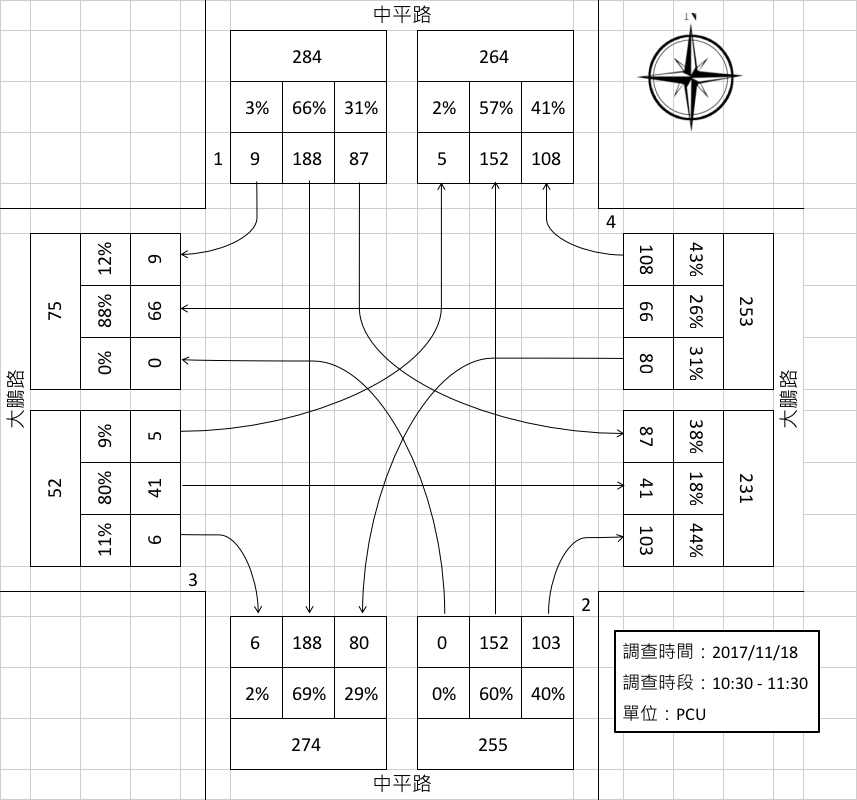 中平路
N
284 264
3% 66% 31% 2% 57% 41%
1 9 188 87 5 152 108
4
75 12% 9 108 43% 253
88% 66 66 26%
0% 0 80 31%
大鵬路 大鵬路
52 9% 5 87 38% 231
80% 41 41 18%
11% 6 103 44%
3 2
6 188 80 0 152 103
2% 69% 29% 0% 60% 40%
274 255
中平路
調查時間：2017/11/18
調查時段：10:30 - 11:30
單位：PCU